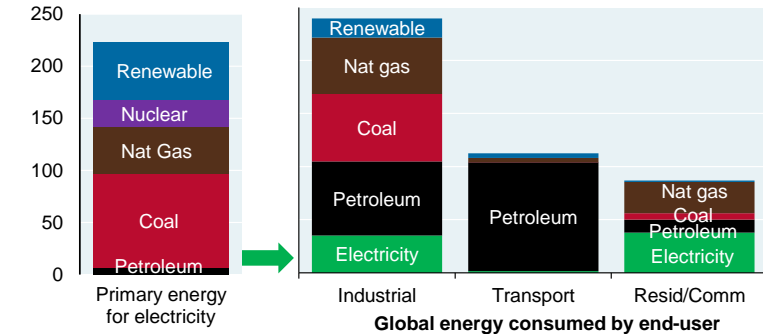 250
200
150
100
50
0
Renewable
Nuclear
Nat Gas
Coal
Petroleum
Primary energy
for electricity
Renewable
Nat gas
Coal
Petroleum
Electricity
Petroleum
Nat gas
Coal
Petroleum
Electricity
Industrial
Transport
Resid/Comm
Global energy consumed by end-user